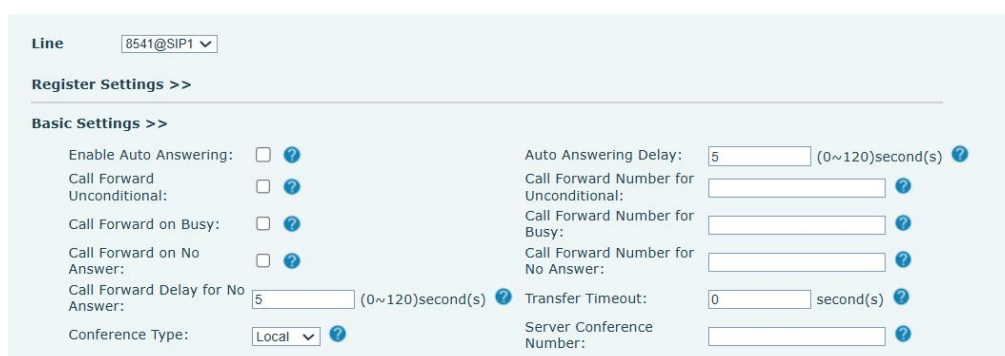 Line 8541@SIP1
Register Settings >>
Basic Settings >>
Enable Auto Answering: ? Auto Answering Delay: 5 (0~120)second(s) ?
Call Forward
Unconditional: ? Call Forward Number for
Unconditional: ?
Call Forward on Busy: ? Call Forward Number for
Busy: ?
Call Forward on No
Answer: ? Call Forward Number for
No Answer: ?
Call Forward Delay for No
Answer: 5 (0~120)second(s) ? Transfer Timeout: 0 second(s) ?
Conference Type: Local ? Server Conference
Number: ?